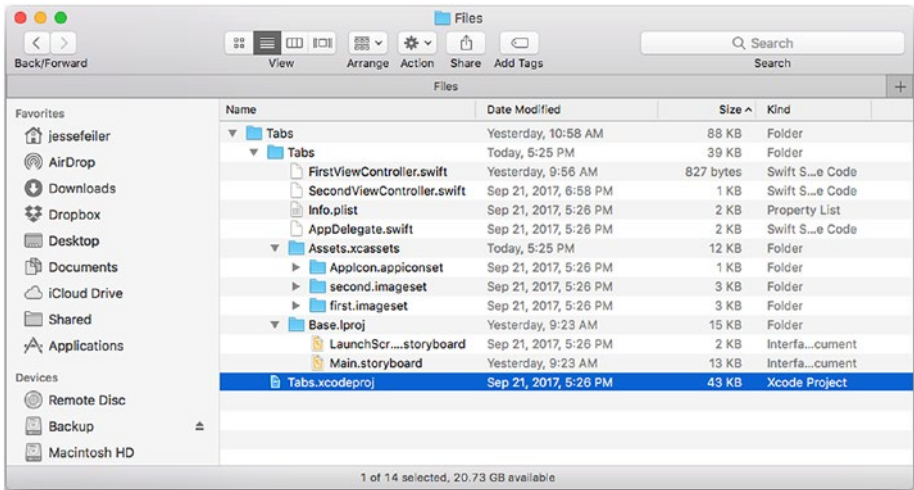 Files
Back/Forward View Arrange Action Share Add Tags Search
Search
Files
Favorites
jessefeiler
AirDrop
Downloads
Dropbox
Desktop
Documents
iCloud Drive
Shared
Applications
Devices
Remote Disc
Backup
Macintosh HD
Name Date Modified Size Kind
Tabs Yesterday, 10:58 AM 88 KB Folder
Tabs Today, 5:25 PM 39 KB Folder
FirstViewController.swift Yesterday, 9:56 AM 827 bytes Swift S...e Code
SecondViewController.swift Sep 21, 2017, 6:58 PM 1 KB Swift S...e Code
Info.plist Sep 21, 2017, 5:26 PM 2 KB Property List
AppDelegate.swift Sep 21, 2017, 5:26 PM 2 KB Swift S...e Code
Assets.xcassets Today, 5:25 PM 12 KB Folder
AppIcon.appiconset Sep 21, 2017, 5:26 PM 1 KB Folder
second.imageset Sep 21, 2017, 5:26 PM 3 KB Folder
first.imageset Sep 21, 2017, 5:26 PM 3 KB Folder
Base.lproj Yesterday, 9:23 AM 15 KB Folder
LaunchScr....storyboard Sep 21, 2017, 5:26 PM 2 KB Interfa...cument
Main.storyboard Yesterday, 9:23 AM 13 KB Interfa...cument
Tabs.xcodeproj Sep 21, 2017, 5:26 PM 43 KB Xcode Project
1 of 14 selected, 20.73 GB available